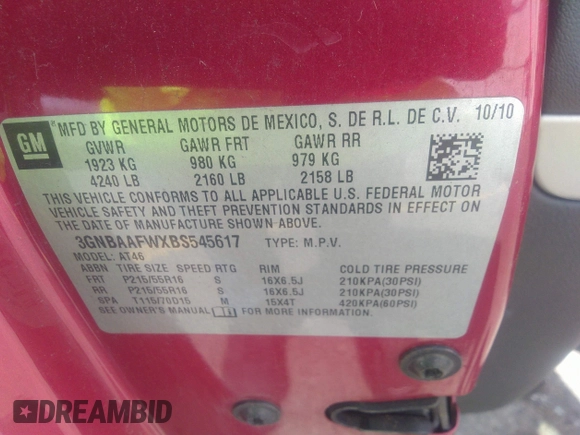 GM
MFD BY GENERAL MOTORS DE MEXICO, S. DE R.L. DE C.V. 10/10
GVWR GAWR FRT GAWR RR
1923 KG 980 KG 979 KG
4240 LB 2160 LB 2158 LB
THIS VEHICLE CONFORMS TO ALL APPLICABLE U.S. FEDERAL MOTOR
VEHICLE SAFETY AND THEFT PREVENTION STANDARDS IN EFFECT ON
THE DATE OF MANUFACTURE SHOWN ABOVE.
3GNBAAFWXBS545617 TYPE: M.P.V.
MODEL: AT46
ABBN TIRE SIZE SPEED RTG RIM COLD TIRE PRESSURE
FRT P215/55R16 S 16X6.5J 210KPA(30PSI)
RR P215/55R16 S 16X6.5J 210KPA(30PSI)
SPA T115/70D15 M 15X4T 420KPA(60PSI)
SEE OWNER'S MANUAL FOR MORE INFORMATION.
DREAMBID